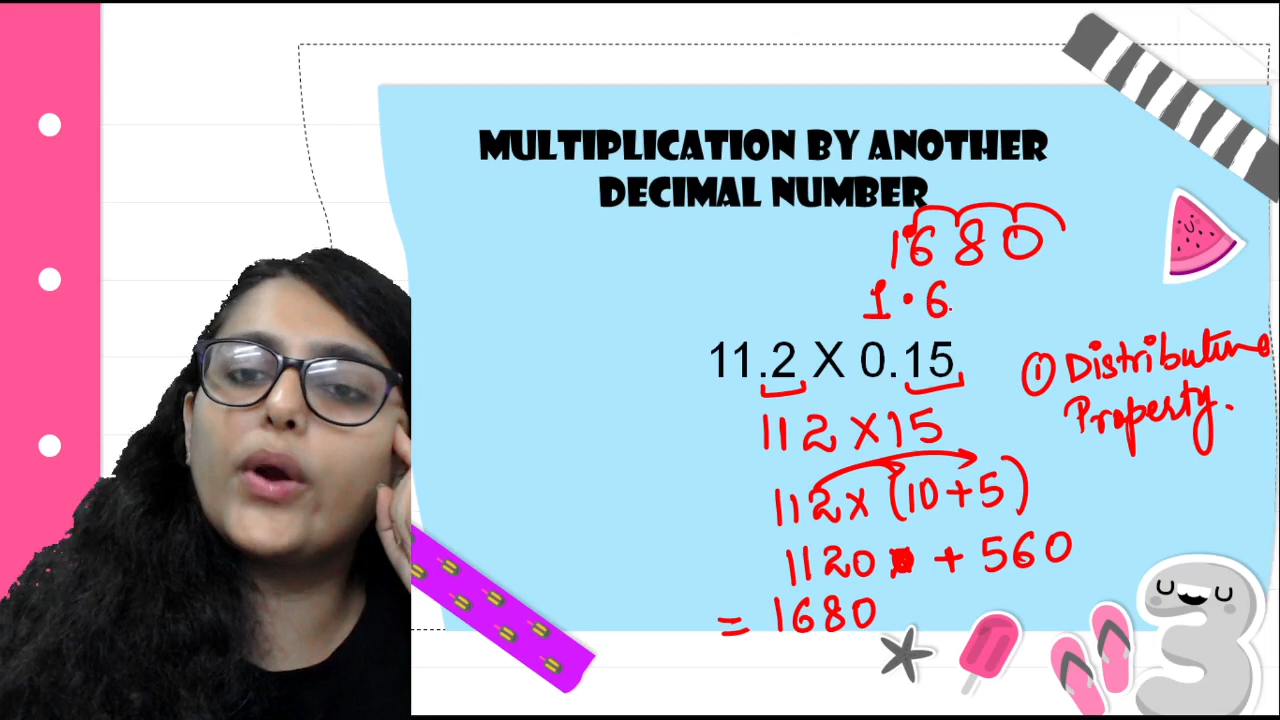 MULTIPLICATION BY ANOTHER
DECIMAL NUMBER
1680
1.6
11.2 X 0.15
① Distributive
Property.
112 x 15
112 x (10+5)
1120 + 560
= 1680